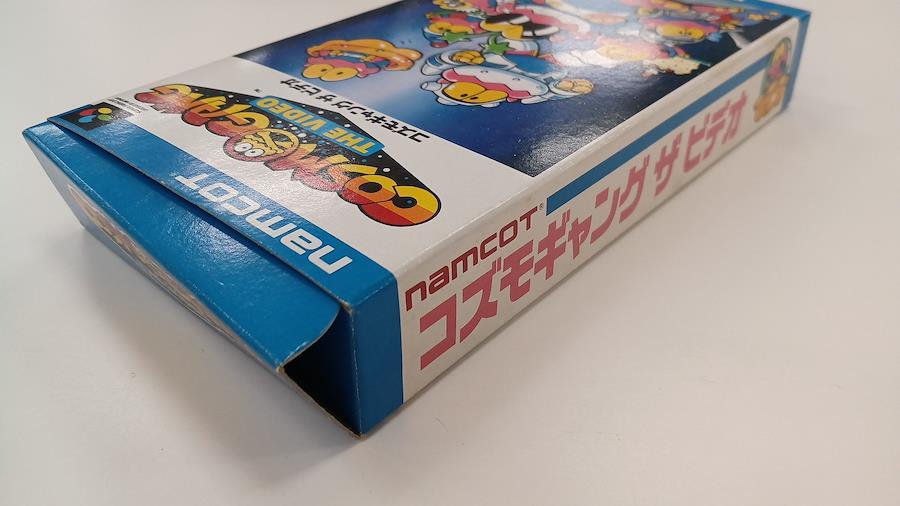 namcot
COSMO GANG
THE VIDEO
コズモギャング ザ ビデオ
namcot®
コズモギャング ザ ビデオ